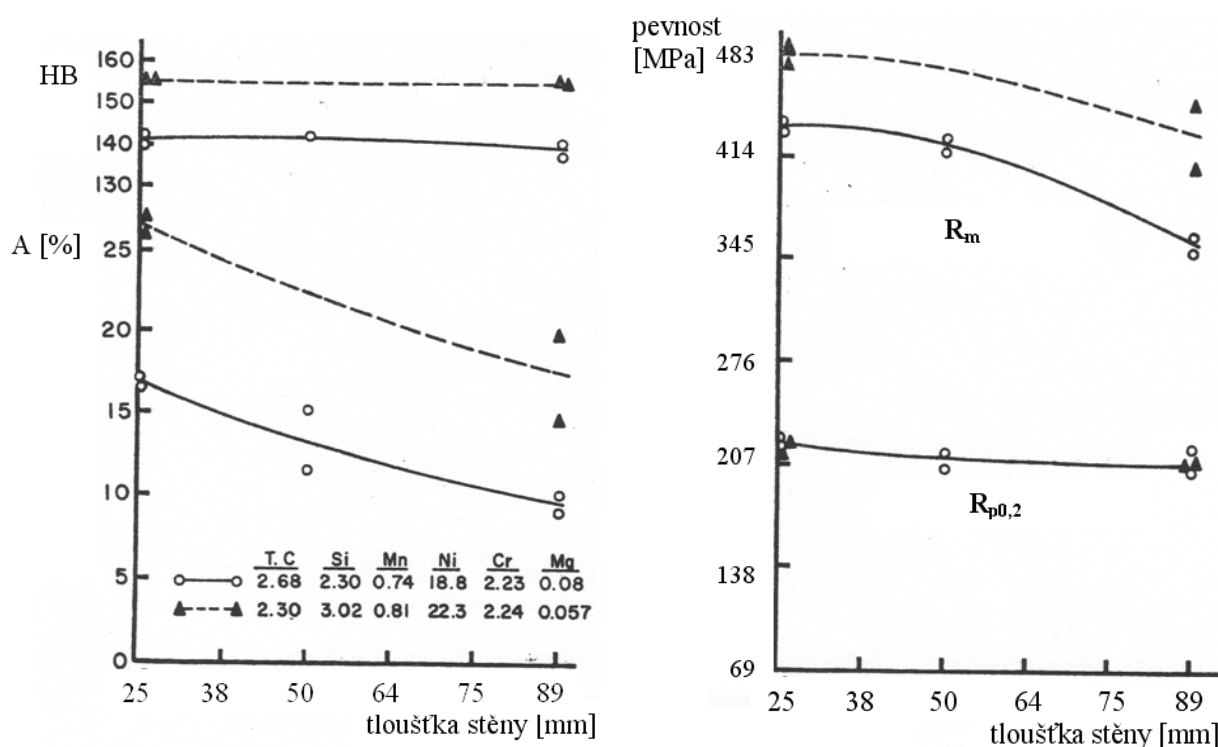 HB
160
150
140
130
A [%]
25
20
15
10
5
0
T. C Si Mn Ni Cr Mg
2.68 2.30 0.74 18.8 2.23 0.08
2.30 3.02 0.81 22.3 2.24 0.057
25 38 50 64 75 89
tloušťka stěny [mm]
pevnost
[MPa]
483
414
345
276
207
138
69
Rm
Rp0,2
25 38 50 64 75 89
tloušťka stěny [mm]